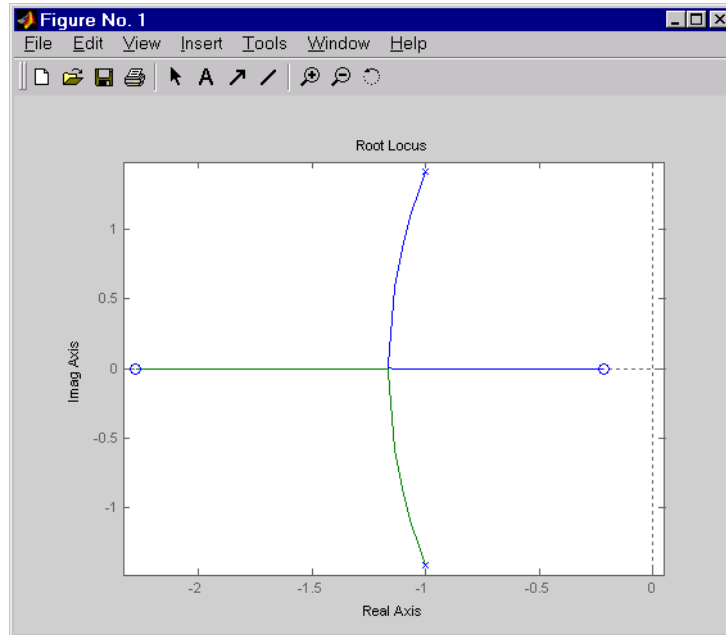 Figure No. 1
File Edit View Insert Tools Window Help
A
Root Locus
1
0.5
0
-0.5
-1
Imag Axis
-2 -1.5 -1 -0.5 0
Real Axis